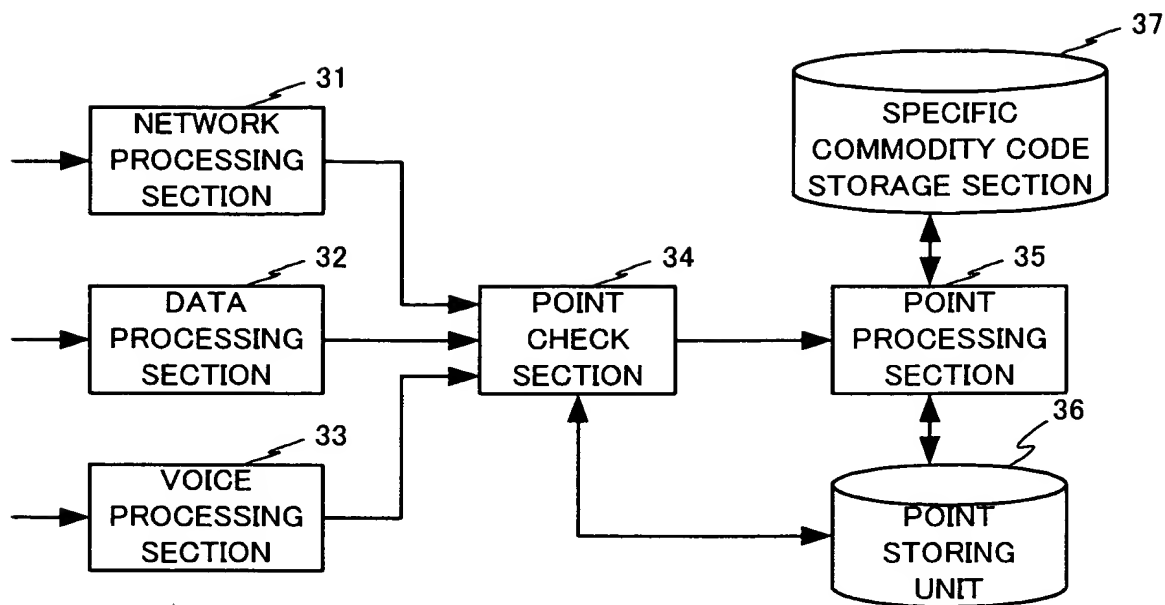 31
NETWORK
PROCESSING
SECTION
32
DATA
PROCESSING
SECTION
33
VOICE
PROCESSING
SECTION
34
POINT
CHECK
SECTION
37
SPECIFIC
COMMODITY CODE
STORAGE SECTION
35
POINT
PROCESSING
SECTION
36
POINT
STORING
UNIT